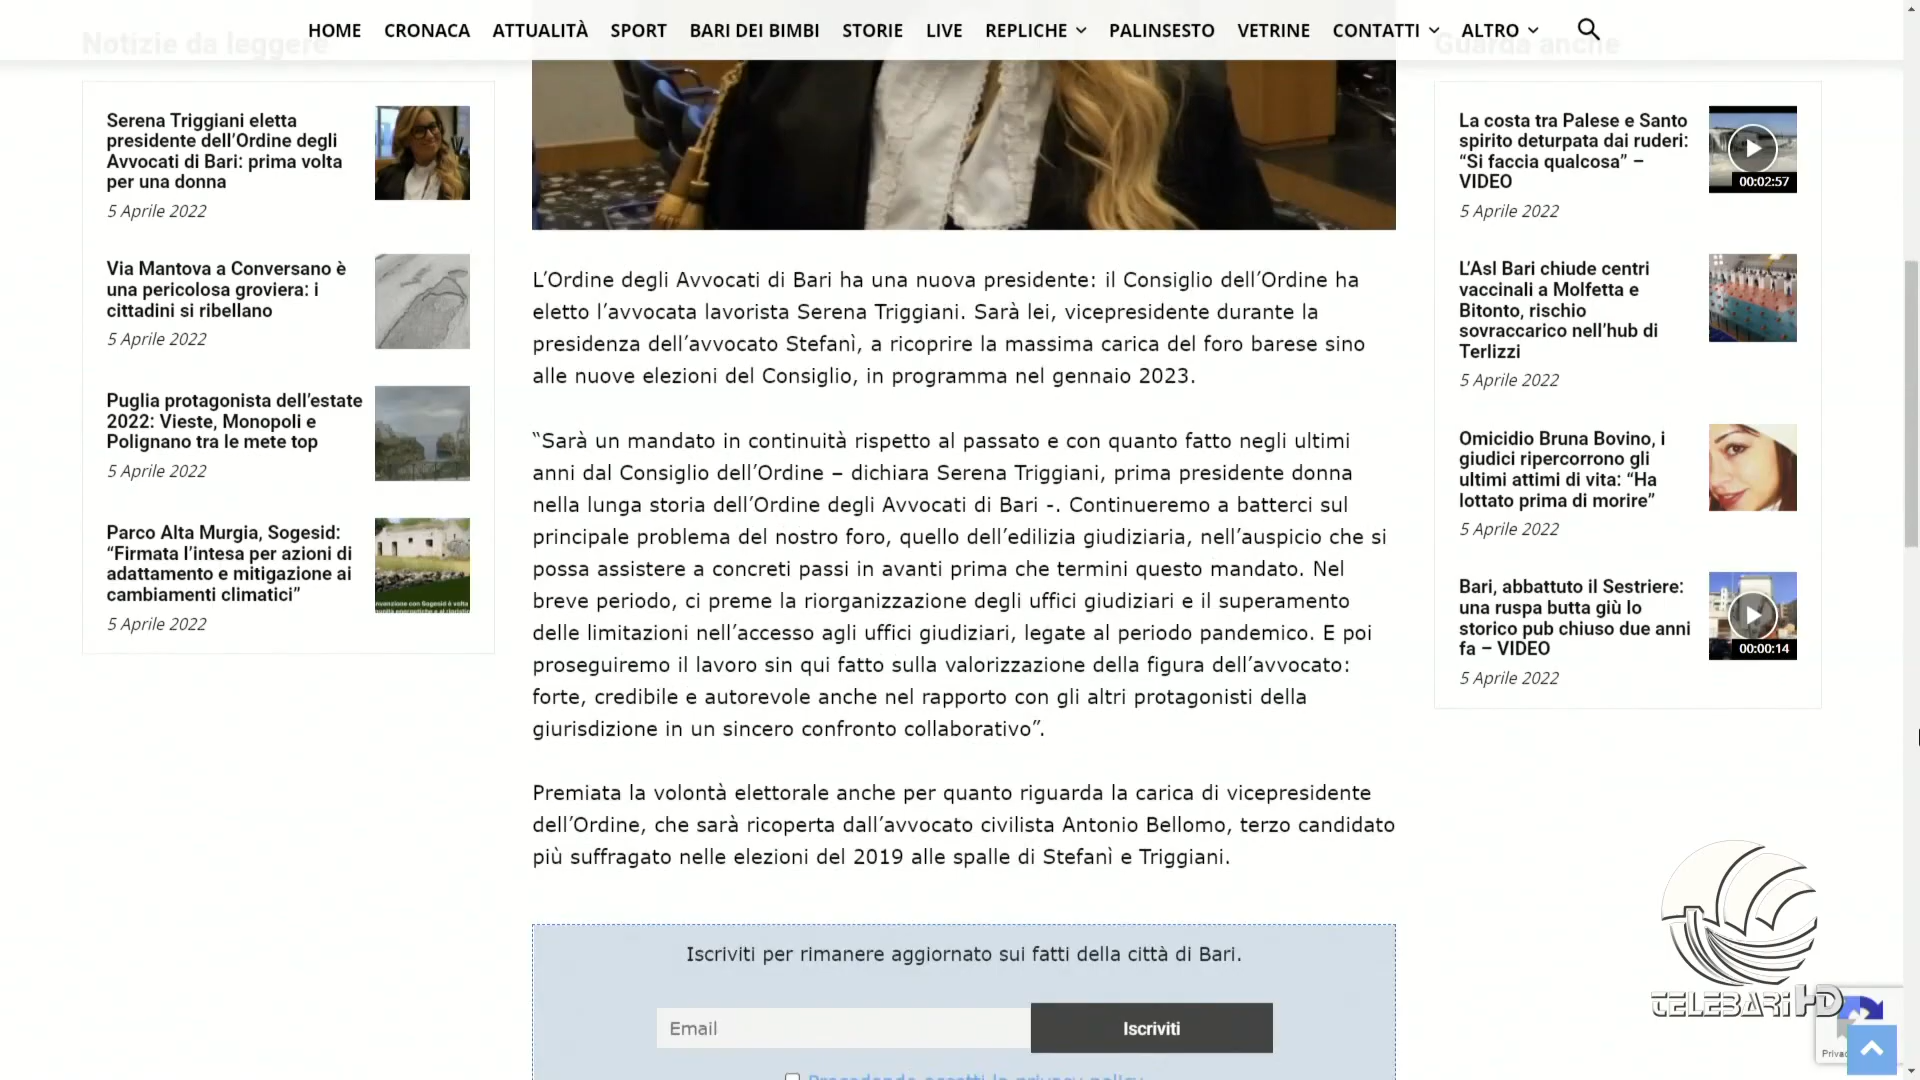 HOME CRONACA ATTUALITÀ SPORT BARI DEI BIMBI STORIE LIVE REPLICHE PALINSESTO VETRINE CONTATTI ALTRO
Notizie da leggere
Serena Triggiani eletta
presidente dell’Ordine degli
Avvocati di Bari: prima volta
per una donna
5 Aprile 2022
Via Mantova a Conversano è
una pericolosa groviera: i
cittadini si ribellano
5 Aprile 2022
Puglia protagonista dell’estate
2022: Vieste, Monopoli e
Polignano tra le mete top
5 Aprile 2022
Parco Alta Murgia, Sogesid:
“Firmata l’intesa per azioni di
adattamento e mitigazione ai
cambiamenti climatici”
5 Aprile 2022
L’Ordine degli Avvocati di Bari ha una nuova presidente: il Consiglio dell’Ordine ha
eletto l’avvocata lavorista Serena Triggiani. Sarà lei, vicepresidente durante la
presidenza dell’avvocato Stefanì, a ricoprire la massima carica del foro barese sino
alle nuove elezioni del Consiglio, in programma nel gennaio 2023.
“Sarà un mandato in continuità rispetto al passato e con quanto fatto negli ultimi
anni dal Consiglio dell’Ordine – dichiara Serena Triggiani, prima presidente donna
nella lunga storia dell’Ordine degli Avvocati di Bari -. Continueremo a batterci sul
principale problema del nostro foro, quello dell’edilizia giudiziaria, nell’auspicio che si
possa assistere a concreti passi in avanti prima che termini questo mandato. Nel
breve periodo, ci preme la riorganizzazione degli uffici giudiziari e il superamento
delle limitazioni nell’accesso agli uffici giudiziari, legate al periodo pandemico. E poi
proseguiremo il lavoro sin qui fatto sulla valorizzazione della figura dell’avvocato:
forte, credibile e autorevole anche nel rapporto con gli altri protagonisti della
giurisdizione in un sincero confronto collaborativo”.
Premiata la volontà elettorale anche per quanto riguarda la carica di vicepresidente
dell’Ordine, che sarà ricoperta dall’avvocato civilista Antonio Bellomo, terzo candidato
più suffragato nelle elezioni del 2019 alle spalle di Stefanì e Triggiani.
Iscriviti per rimanere aggiornato sui fatti della città di Bari.
Email
Iscriviti
Procedendo accetti la privacy policy
Guarda anche
La costa tra Palese e Santo
spirito deturpata dai ruderi:
“Si faccia qualcosa” –
VIDEO
00:02:57
5 Aprile 2022
L’Asl Bari chiude centri
vaccinali a Molfetta e
Bitonto, rischio
sovraccarico nell’hub di
Terlizzi
5 Aprile 2022
Omicidio Bruna Bovino, i
giudici ripercorrono gli
ultimi attimi di vita: “Ha
lottato prima di morire”
5 Aprile 2022
Bari, abbattuto il Sestriere:
una ruspa butta giù lo
storico pub chiuso due anni
fa – VIDEO
00:00:14
5 Aprile 2022
TELEBARI HD